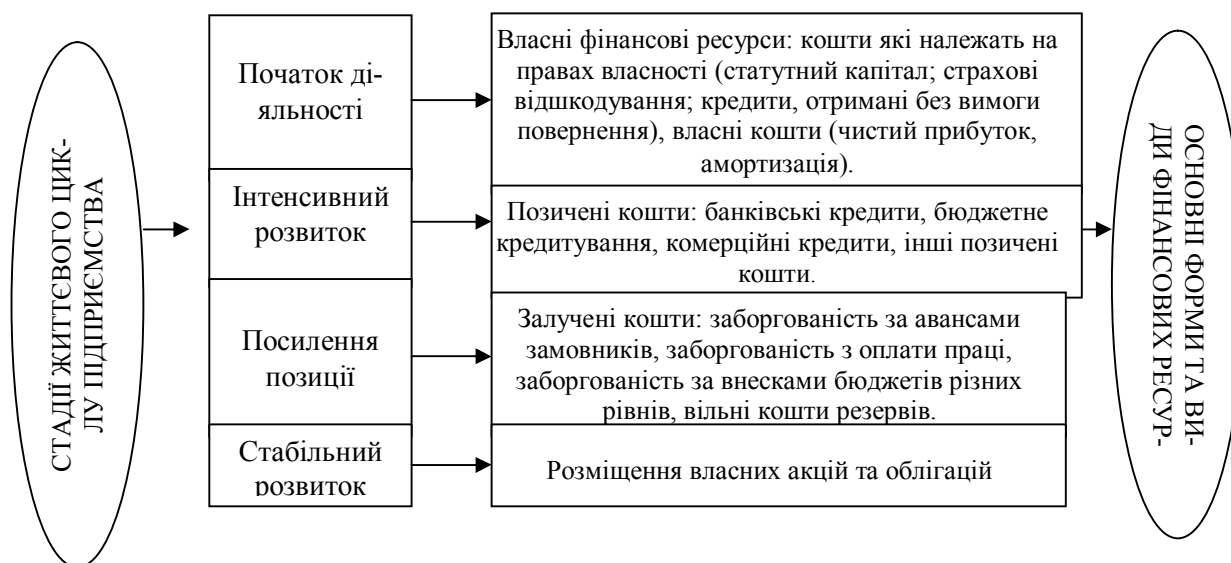 СТАДІЇ ЖИТТЄВОГО ЦИК-
ЛУ ПІДПРИЄМСТВА
Початок ді-
яльності
Власні фінансові ресурси: кошти які належать на
правах власності (статутний капітал; страхові
відшкодування; кредити, отримані без вимоги
повернення), власні кошти (чистий прибуток,
амортизація).
Інтенсивний
розвиток
Позичені кошти: банківські кредити, бюджетне
кредитування, комерційні кредити, інші позичені
кошти.
Посилення
позиції
Залучені кошти: заборгованість за авансами
замовників, заборгованість з оплати праці,
заборгованість за внесками бюджетів різних
рівнів, вільні кошти резервів.
Стабільний
розвиток
Розміщення власних акцій та облігацій
ОСНОВНІ ФОРМИ ТА ВИ-
ДИ ФІНАНСОВИХ РЕСУР-